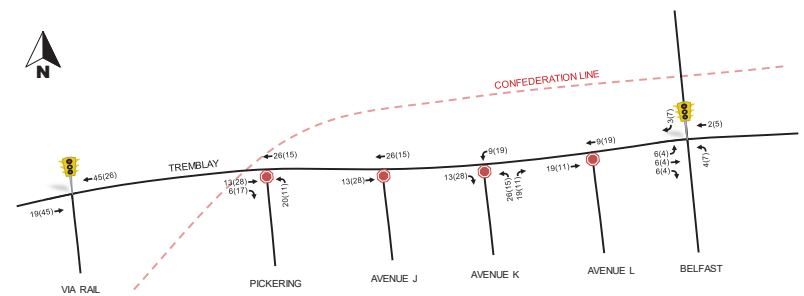 N
CONFEDERATION LINE
TREMBLAY
45(26)
19(45)
26(15)
13(28)
6(17)
20(11)
26(15)
13(28)
9(19)
13(28)
26(15)
19(11)
9(19)
19(11)
3(7)
2(5)
6(4)
6(4)
6(4)
4(7)
VIA RAIL
PICKERING
AVENUE J
AVENUE K
AVENUE L
BELFAST